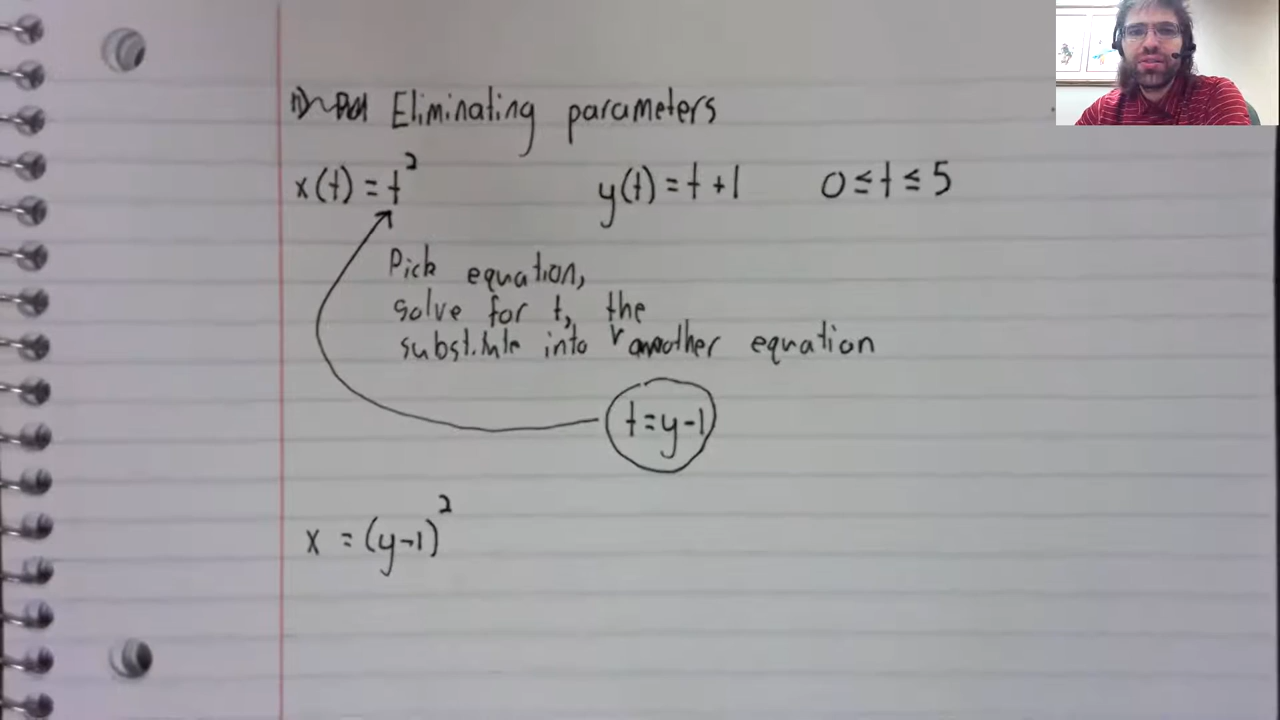 Eliminating parameters
x(t) = t² y(t) = t + 1 0 ≤ t ≤ 5
Pick equation,
solve for t, the
substitute into another equation
t = y - 1
x = (y-1)²